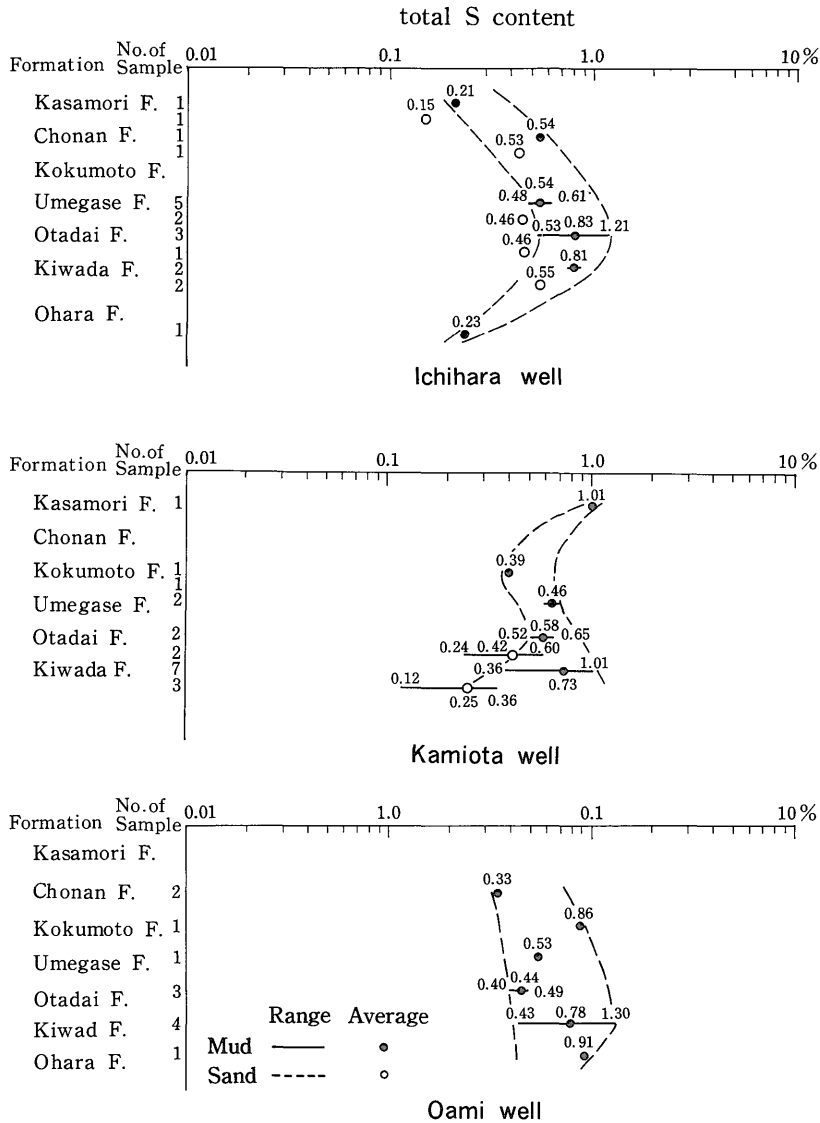 total S content
Formation No.of Sample 0.01 0.1 1.0 10%
Kasamori F. 1 0.21
1 0.15
Chonan F. 1 0.54
1 0.53
Kokumoto F.
Umegase F. 5 0.48 0.54 0.61
2 0.46
Otadai F. 3 0.53 0.83 1.21
1 0.46
Kiwada F. 2 0.81
2 0.55
Ohara F. 1 0.23
Ichihara well
Formation No.of Sample 0.01 0.1 1.0 10%
Kasamori F. 1 1.01
Chonan F.
Kokumoto F. 1 0.39
1
Umegase F. 2 0.46
Otadai F. 2 0.52 0.58 0.65
2 0.24 0.42 0.60
Kiwada F. 7 0.36 0.73 1.01
3 0.12 0.25 0.36
Kamiota well
Formation No.of Sample 0.01 1.0 0.1 10%
Kasamori F.
Chonan F. 2 0.33
Kokumoto F. 1 0.86
Umegase F. 1 0.53
Otadai F. 3 0.40 0.44 0.49
Kiwad F. 4 0.43 0.78 1.30
Ohara F. 1 0.91
Range Average
Mud
Sand
Oami well